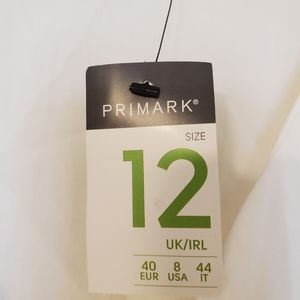 PRIMARK®
SIZE
12
UK/IRL
40 8 44
EUR USA IT